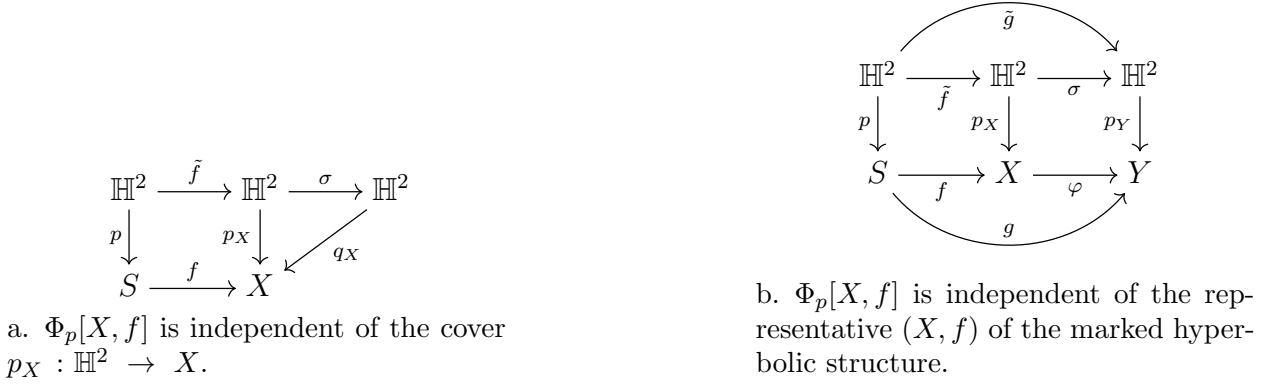 g̃
ℍ² ℍ² ℍ²
f̃ σ
p p_X p_Y
S X Y
f φ
g
ℍ² ℍ² ℍ²
f̃ σ
p p_X q_X
S f X
a. Φ_p[X, f] is independent of the cover
p_X : ℍ² → X.
b. Φ_p[X, f] is independent of the rep-
resentative (X, f) of the marked hyper-
bolic structure.